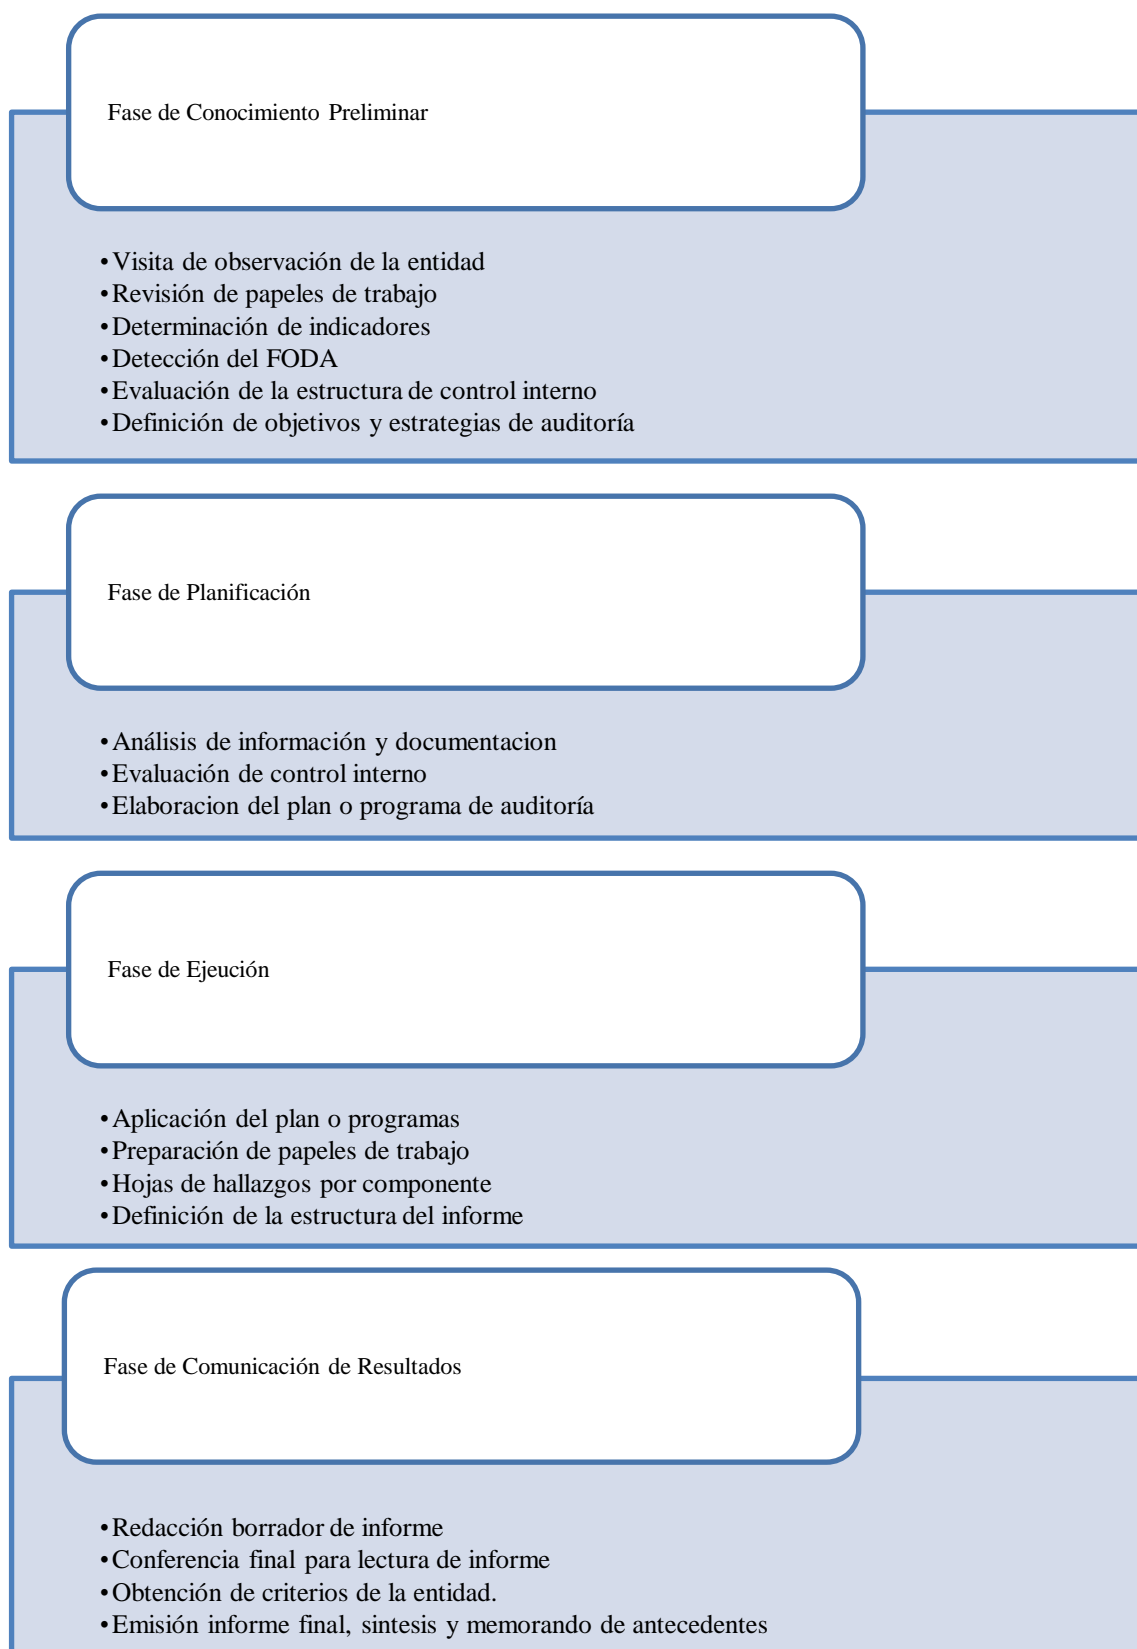 Fase de Conocimiento Preliminar
•Visita de observación de la entidad
•Revisión de papeles de trabajo
•Determinación de indicadores
•Detección del FODA
•Evaluación de la estructura de control interno
•Definición de objetivos y estrategias de auditoría
Fase de Planificación
•Análisis de información y documentacion
•Evaluación de control interno
•Elaboracion del plan o programa de auditoría
Fase de Ejeución
•Aplicación del plan o programas
•Preparación de papeles de trabajo
•Hojas de hallazgos por componente
•Definición de la estructura del informe
Fase de Comunicación de Resultados
•Redacción borrador de informe
•Conferencia final para lectura de informe
•Obtención de criterios de la entidad.
•Emisión informe final, sintesis y memorando de antecedentes